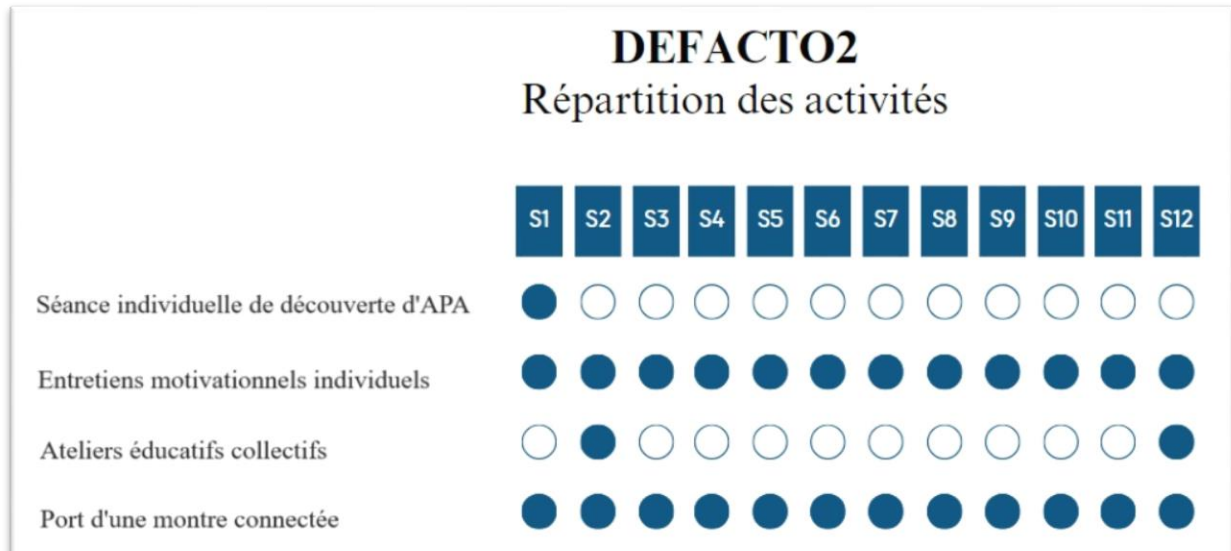 DEFACTO2
Répartition des activités
S1 S2 S3 S4 S5 S6 S7 S8 S9 S10 S11 S12
Séance individuelle de découverte d'APA
Entretiens motivationnels individuels
Ateliers éducatifs collectifs
Port d'une montre connectée